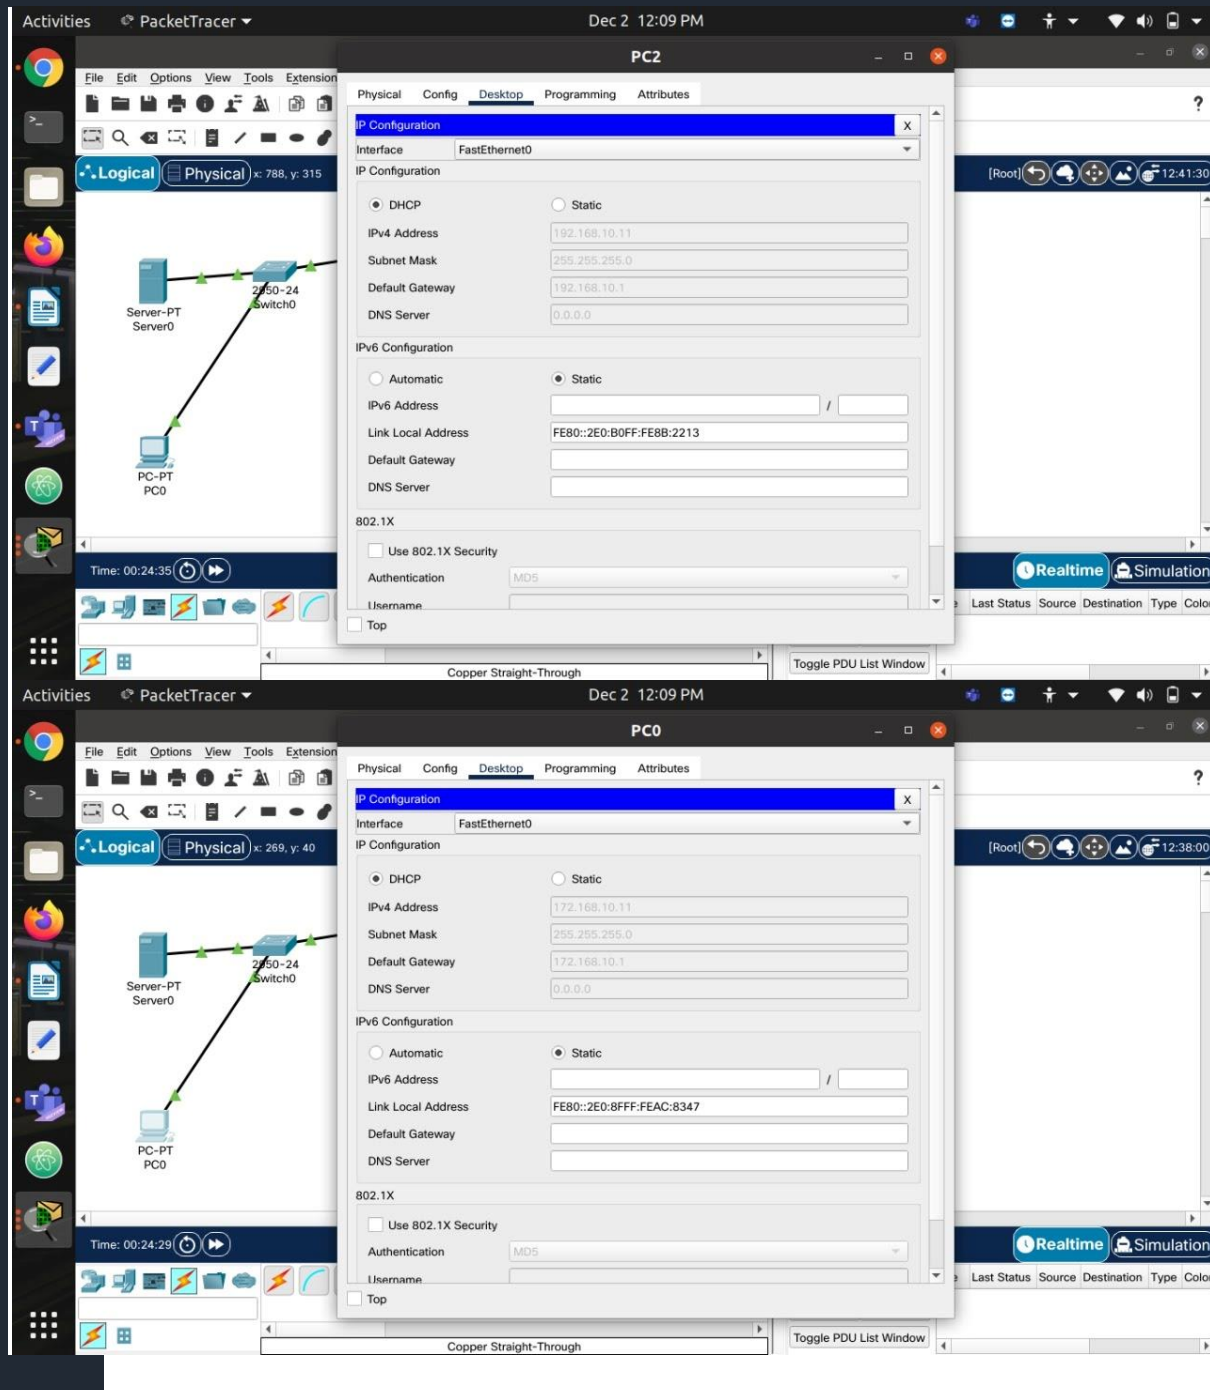 Activities PacketTracer Dec 2 12:09 PM
PC2
File Edit Options View Tools Extension
Physical Config Desktop Programming Attributes
?
IP Configuration X
Interface FastEthernet0
Logical Physical x: 788, y: 315 [Root] 12:41:30
IP Configuration
DHCP Static
IPv4 Address 192.168.10.11
Subnet Mask 255.255.255.0
Default Gateway 192.168.10.1
DNS Server 0.0.0.0
2950-24
Switch0
Server-PT
Server0
IPv6 Configuration
Automatic Static
IPv6 Address /
Link Local Address FE80::2E0:B0FF:FE8B:2213
Default Gateway
DNS Server
PC-PT
PC0
802.1X
Use 802.1X Security
Authentication MD5
Username
Time: 00:24:35 Realtime Simulation
Last Status Source Destination Type Colo
Top
Toggle PDU List Window
Copper Straight-Through
Activities PacketTracer Dec 2 12:09 PM
PC0
File Edit Options View Tools Extension
Physical Config Desktop Programming Attributes
?
IP Configuration X
Interface FastEthernet0
Logical Physical x: 269, y: 40 [Root] 12:38:00
IP Configuration
DHCP Static
IPv4 Address 172.168.10.11
Subnet Mask 255.255.255.0
Default Gateway 172.168.10.1
DNS Server 0.0.0.0
2950-24
Switch0
Server-PT
Server0
IPv6 Configuration
Automatic Static
IPv6 Address /
Link Local Address FE80::2E0:8FFF:FEAC:8347
Default Gateway
DNS Server
PC-PT
PC0
802.1X
Use 802.1X Security
Authentication MD5
Username
Time: 00:24:29 Realtime Simulation
Last Status Source Destination Type Colo
Top
Toggle PDU List Window
Copper Straight-Through